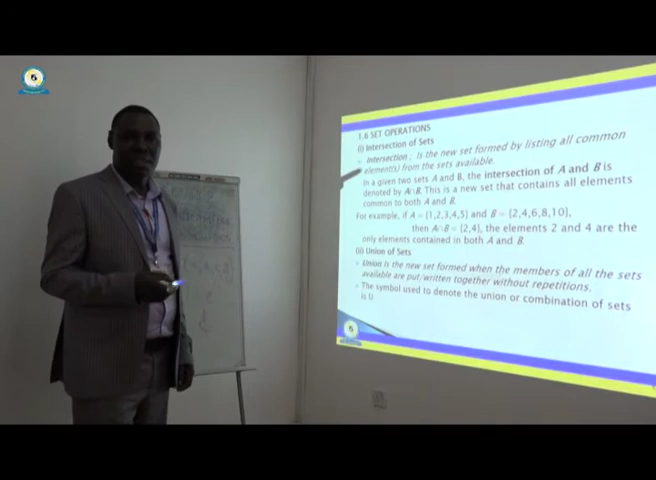 1.6 SET OPERATIONS
(i) Intersection of Sets
Intersection ; Is the new set formed by listing all common
element(s) from the sets available.
In a given two sets A and B, the intersection of A and B is
denoted by A∩B. This is a new set that contains all elements
common to both A and B.
For example, if A = {1,2,3,4,5} and B = {2,4,6,8,10},
then A∩B = {2,4}, the elements 2 and 4 are the
only elements contained in both A and B.
(ii) Union of Sets
Union is the new set formed when the members of all the sets
available are put/written together without repetitions.
The symbol used to denote the union or combination of sets
is U